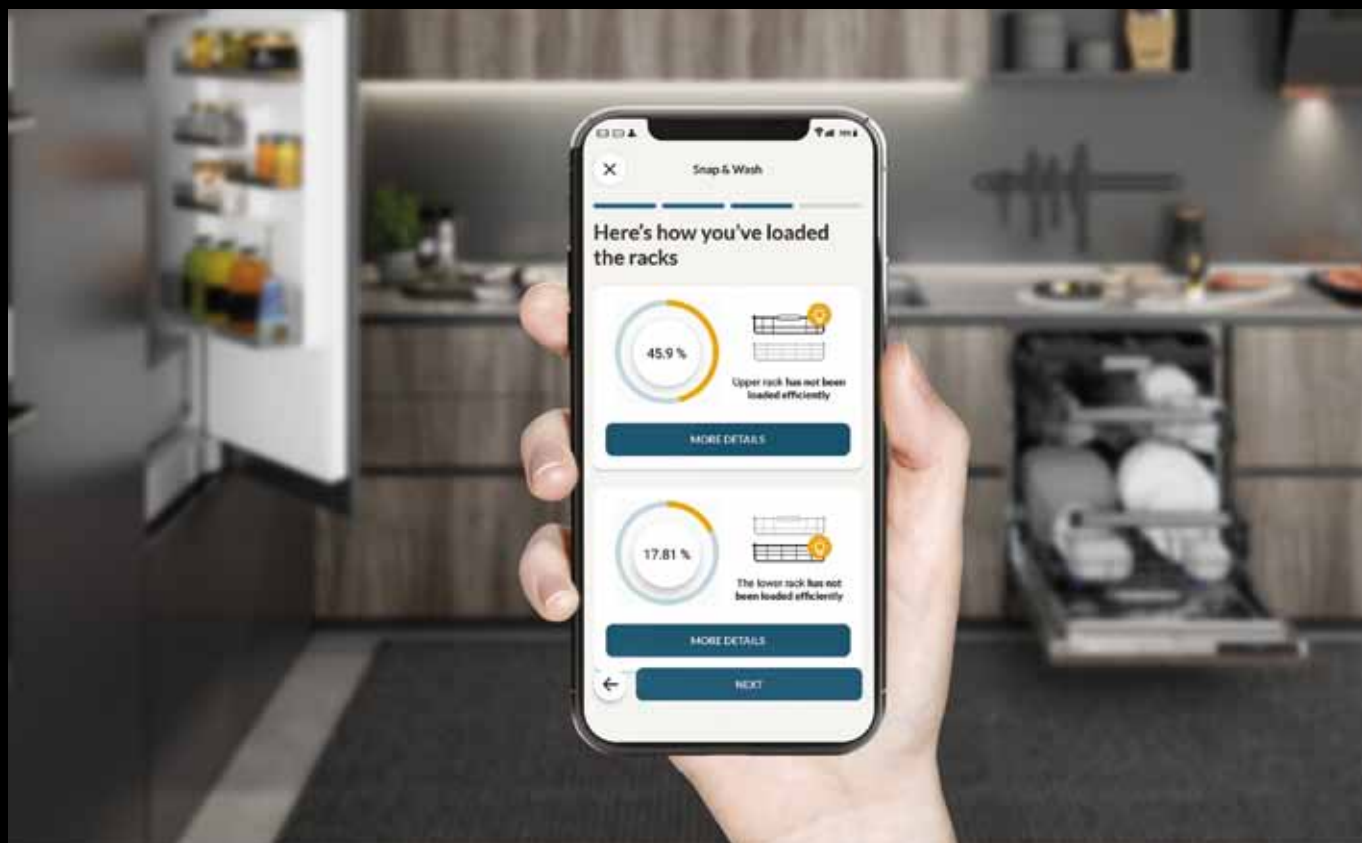 Snap & Wash
Here's how you've loaded
the racks
45.9 %
Upper rack has not been
loaded efficiently
MORE DETAILS
17.81 %
The lower rack has not
been loaded efficiently
MORE DETAILS
NEXT